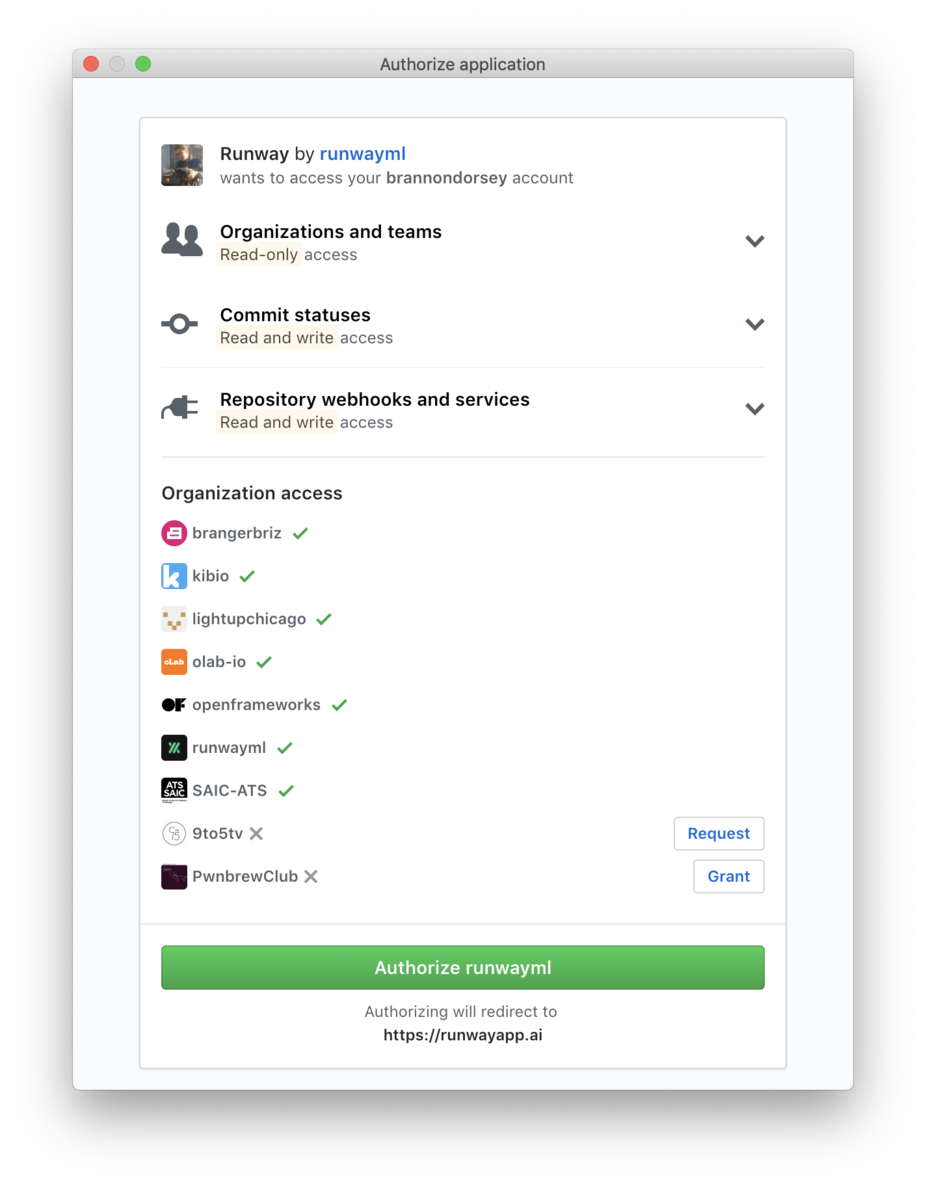 Authorize application
Runway by runwayml
wants to access your brannondorsey account
Organizations and teams
Read-only access
Commit statuses
Read and write access
Repository webhooks and services
Read and write access
Organization access
brangerbriz
kibio
lightupchicago
oLab olab-io
OF openframeworks
runwayml
ATS
SAIC SAIC-ATS
9to5tv Request
PwnbrewClub Grant
Authorize runwayml
Authorizing will redirect to
https://runwayapp.ai